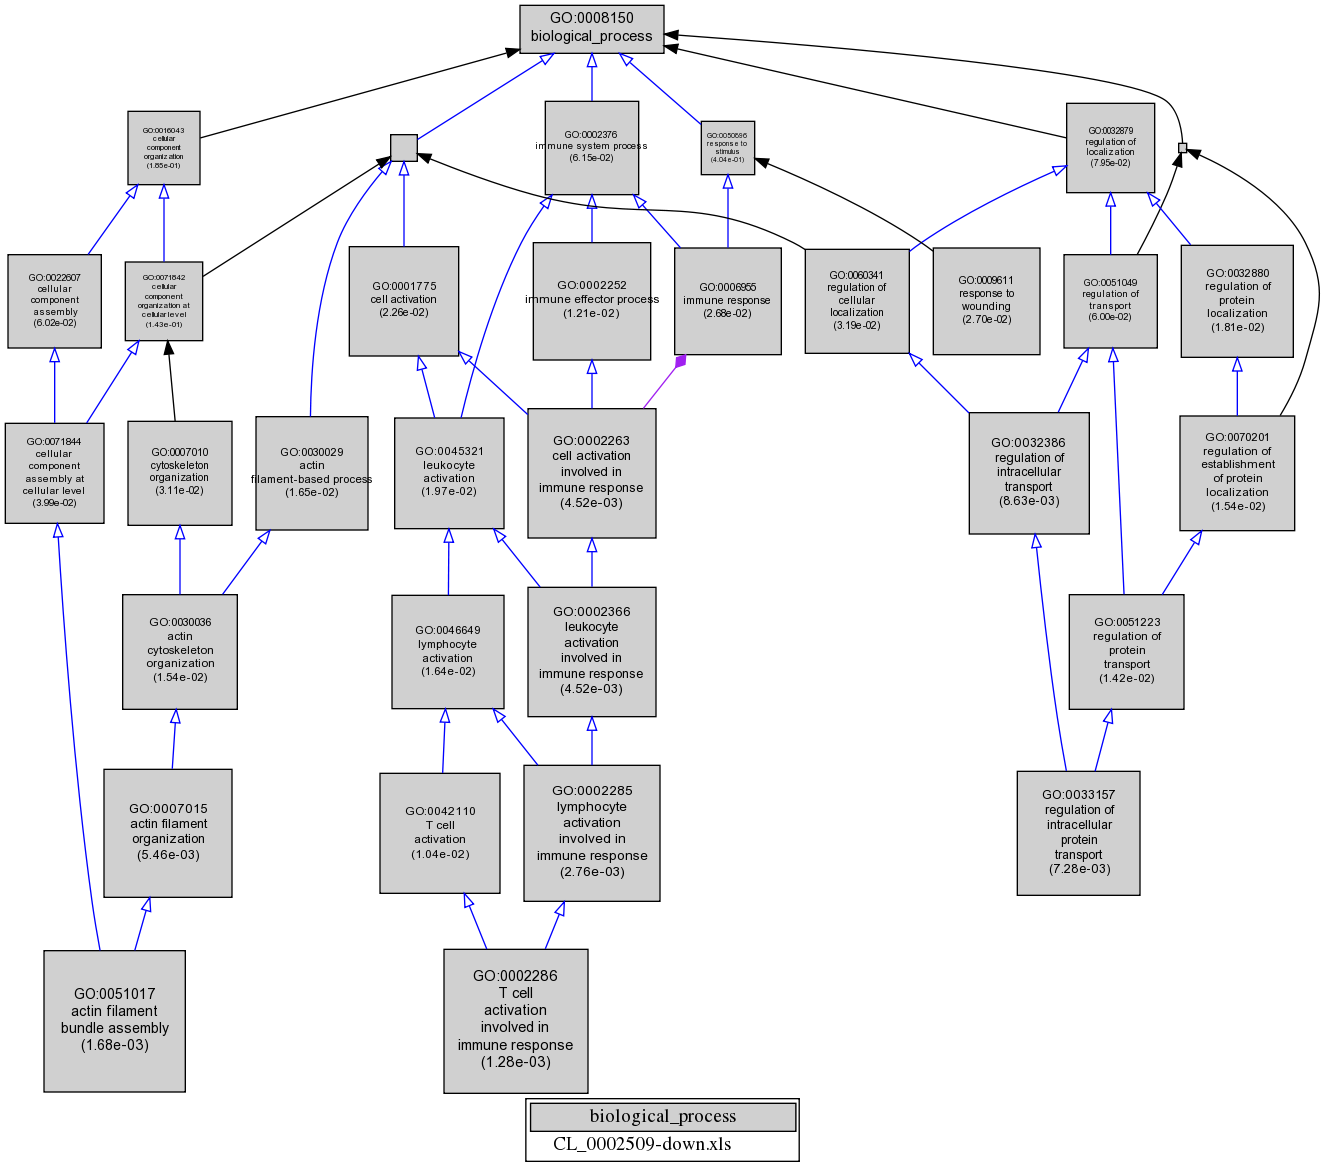 GO:0008150
biological_process
GO:0016043
cellular
component
organization
(1.65e-01)
GO:0002376
immune system process
(6.15e-02)
GO:0050896
response to
stimulus
(4.04e-01)
GO:0032879
regulation of
localization
(7.95e-02)
GO:0022607
cellular
component
assembly
(6.02e-02)
GO:0071842
cellular
component
organization at
cellular level
(1.43e-01)
GO:0001775
cell activation
(2.26e-02)
GO:0002252
immune effector process
(1.21e-02)
GO:0006955
immune response
(2.68e-02)
GO:0060341
regulation of
cellular
localization
(3.19e-02)
GO:0009611
response to
wounding
(2.70e-02)
GO:0051049
regulation of
transport
(6.00e-02)
GO:0032880
regulation of
protein
localization
(1.81e-02)
GO:0071844
cellular
component
assembly at
cellular level
(3.99e-02)
GO:0007010
cytoskeleton
organization
(3.11e-02)
GO:0030029
actin
filament-based process
(1.65e-02)
GO:0045321
leukocyte
activation
(1.97e-02)
GO:0002263
cell activation
involved in
immune response
(4.52e-03)
GO:0032386
regulation of
intracellular
transport
(8.63e-03)
GO:0070201
regulation of
establishment
of protein
localization
(1.54e-02)
GO:0030036
actin
cytoskeleton
organization
(1.54e-02)
GO:0046649
lymphocyte
activation
(1.64e-02)
GO:0002366
leukocyte
activation
involved in
immune response
(4.52e-03)
GO:0051223
regulation of
protein
transport
(1.42e-02)
GO:0007015
actin filament
organization
(5.46e-03)
GO:0042110
T cell
activation
(1.04e-02)
GO:0002285
lymphocyte
activation
involved in
immune response
(2.76e-03)
GO:0033157
regulation of
intracellular
protein
transport
(7.28e-03)
GO:0051017
actin filament
bundle assembly
(1.68e-03)
GO:0002286
T cell
activation
involved in
immune response
(1.28e-03)
biological_process
CL_0002509-down.xls